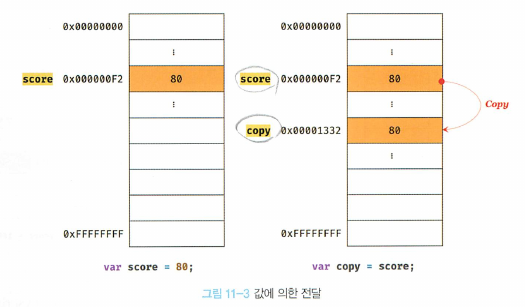 0x00000000
⋮
score 0x000000F2 80
⋮
0xFFFFFFFF
var score = 80;
0x00000000
⋮
score 0x000000F2 80
⋮
Copy
copy 0x00001332 80
⋮
0xFFFFFFFF
var copy = score;
그림 11-3 값에 의한 전달